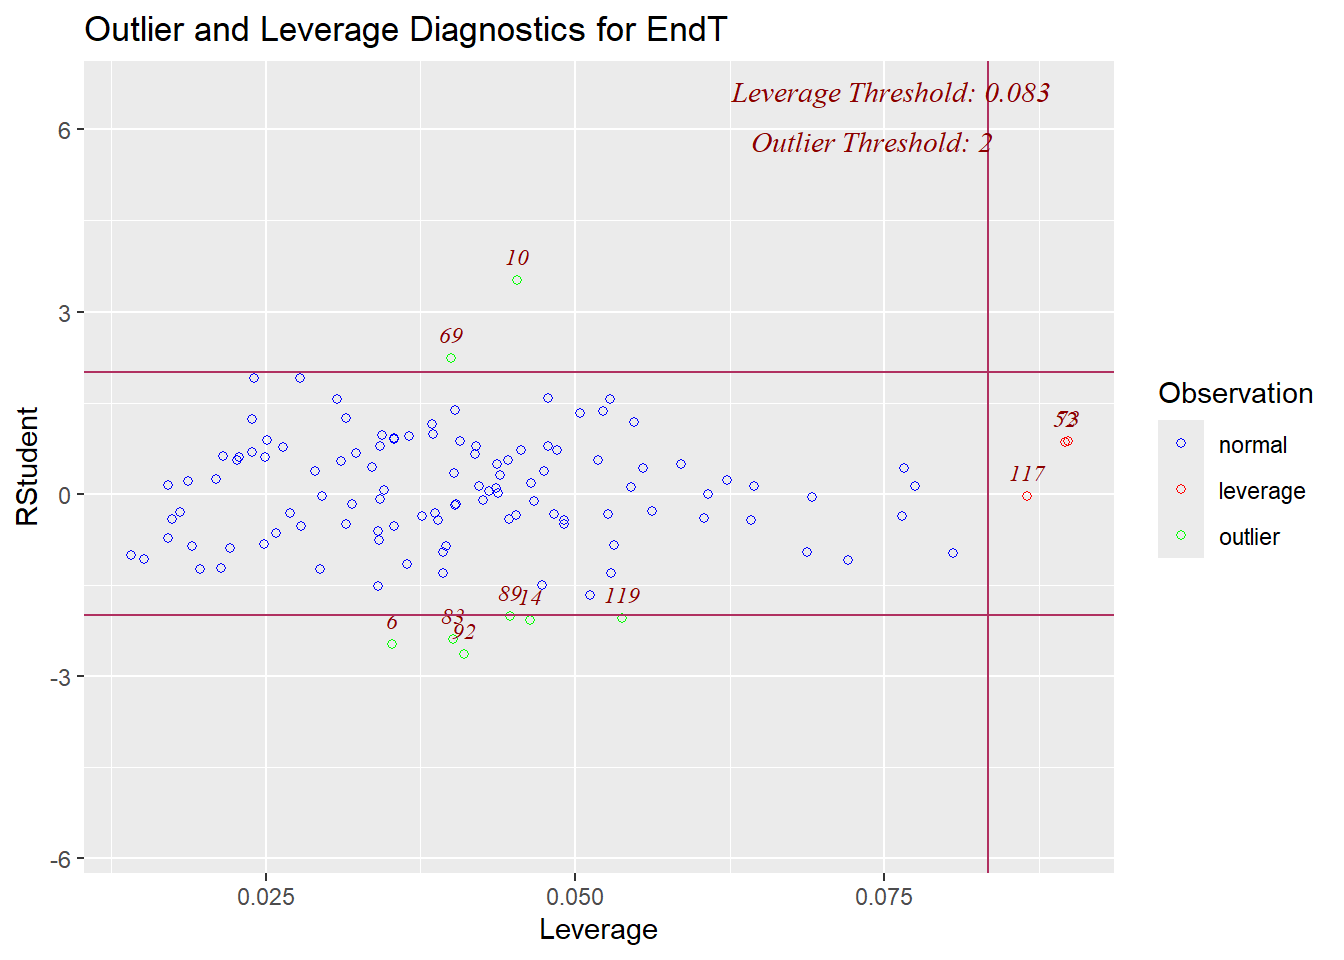 Outlier and Leverage Diagnostics for EndT
Leverage Threshold: 0.083
Outlier Threshold: 2
6
3
0
-3
-6
RStudent
10
69
117
89
14
119
6
83
92
0.025
0.050
0.075
Leverage
Observation
normal
leverage
outlier